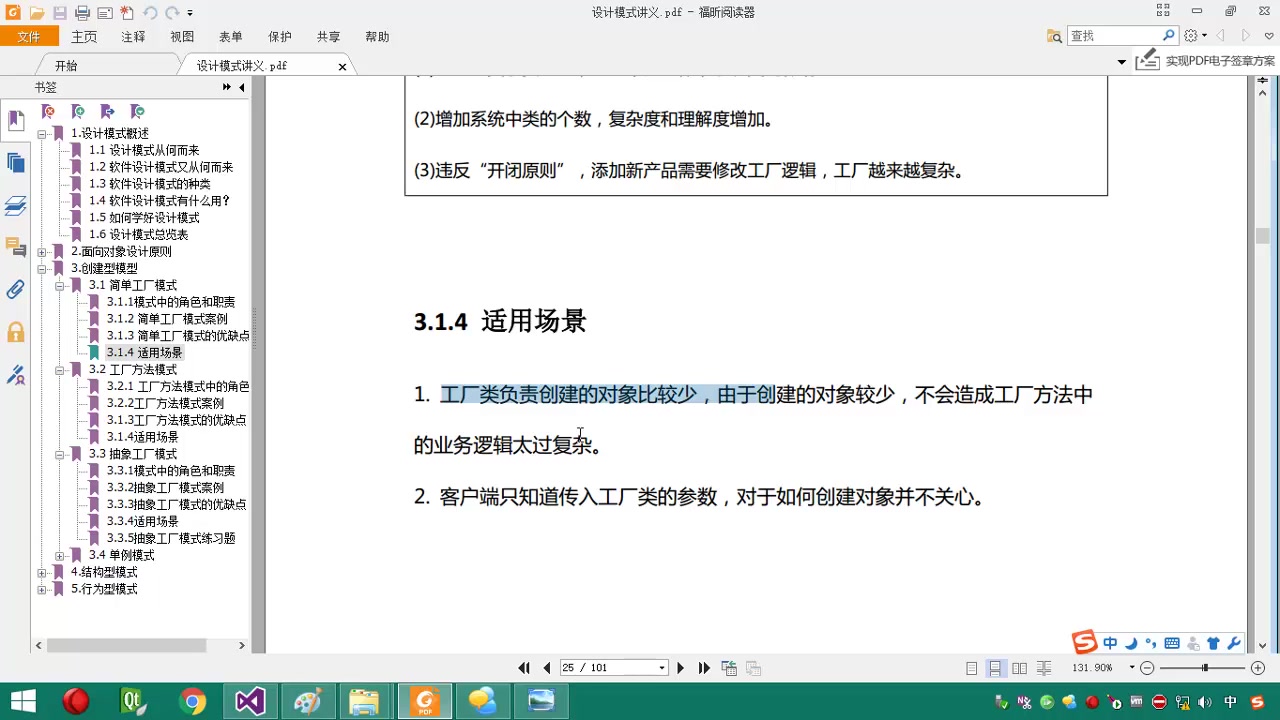 设计模式讲义.pdf - 福昕阅读器
文件 主页 注释 视图 表单 保护 共享 帮助
查找
开始 设计模式讲义.pdf
实现PDF电子签章方案
书签
1.设计模式概述
1.1 设计模式从何而来
1.2 软件设计模式又从何而来
1.3 软件设计模式的种类
1.4 软件设计模式有什么用?
1.5 如何学好设计模式
1.6 设计模式总览表
2.面向对象设计原则
3.创建型模型
3.1 简单工厂模式
3.1.1模式中的角色和职责
3.1.2 简单工厂模式案例
3.1.3 简单工厂模式的优缺点
3.1.4 适用场景
3.2 工厂方法模式
3.2.1 工厂方法模式中的角色
3.2.2工厂方法模式案例
3.1.3工厂方法模式的优缺点
3.1.4适用场景
3.3 抽象工厂模式
3.3.1模式中的角色和职责
3.3.2抽象工厂模式案例
3.3.3抽象工厂模式的优缺点
3.3.4适用场景
3.3.5抽象工厂模式练习题
3.4 单例模式
4.结构型模式
5.行为型模式
(2)增加系统中类的个数，复杂度和理解度增加。
(3)违反“开闭原则”，添加新产品需要修改工厂逻辑，工厂越来越复杂。
3.1.4 适用场景
1. 工厂类负责创建的对象比较少，由于创建的对象较少，不会造成工厂方法中
的业务逻辑太过复杂。
2. 客户端只知道传入工厂类的参数，对于如何创建对象并不关心。
中
25 / 101
131.90%
中